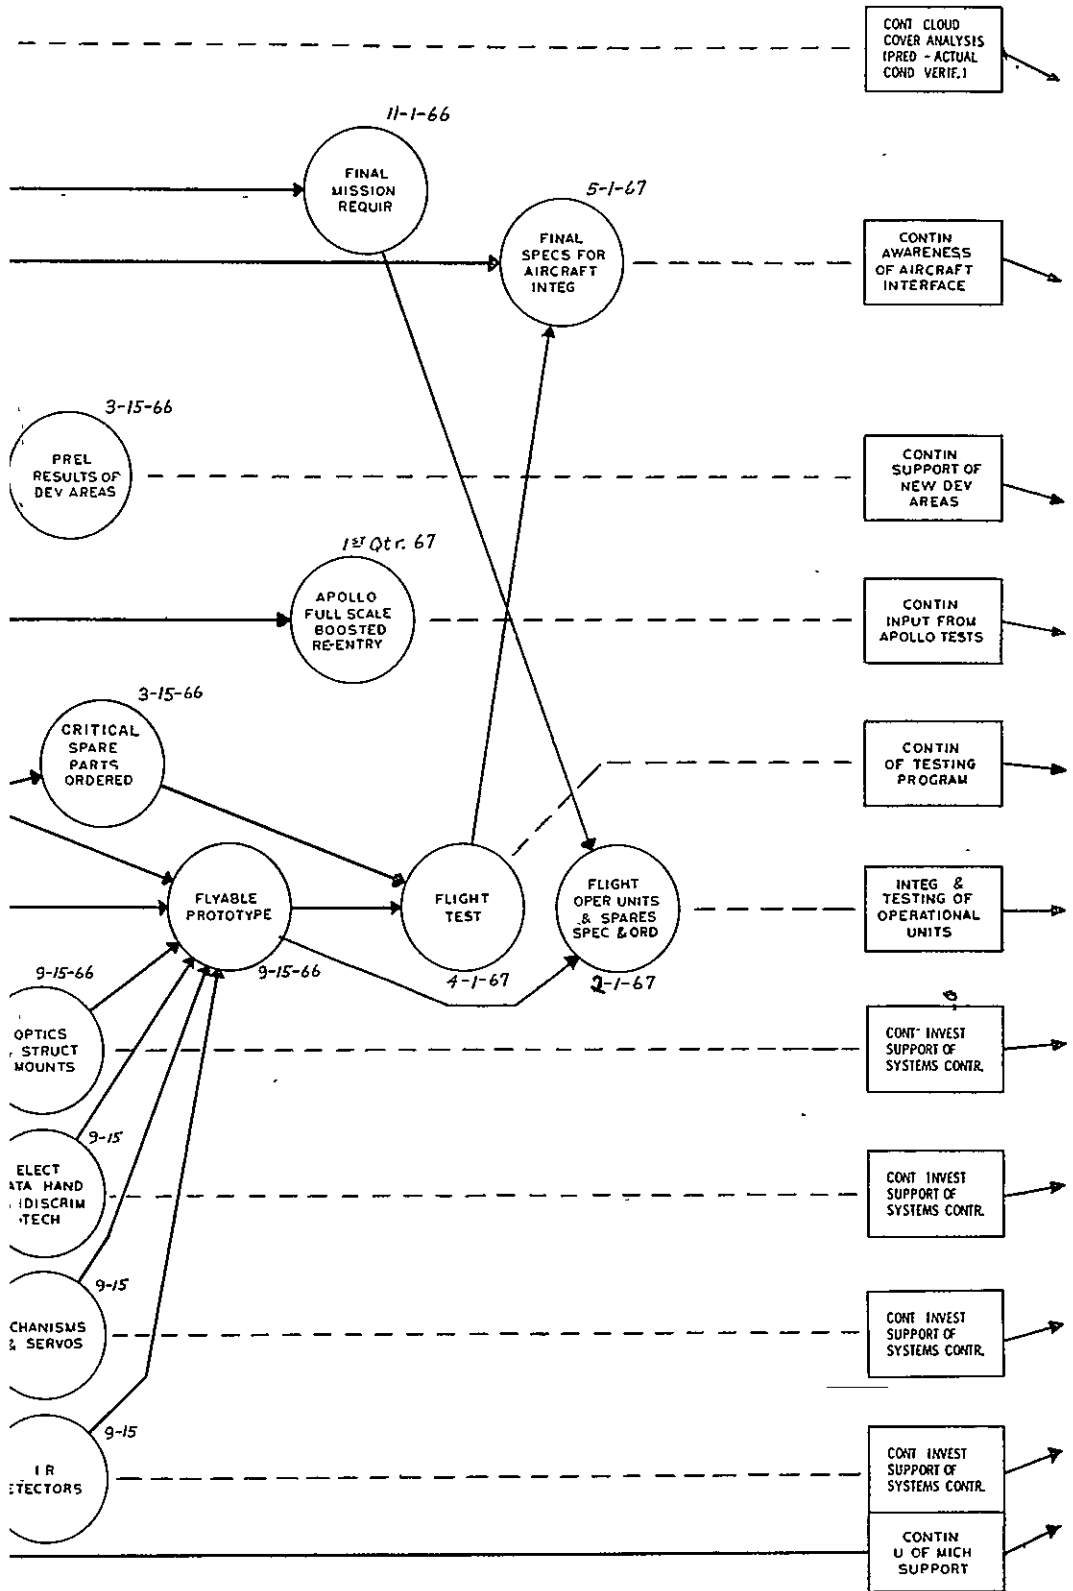 CONT CLOUD
COVER ANALYSIS
(PRED - ACTUAL
COND VERIF.)
11-1-66
FINAL
MISSION
REQUIR
5-1-67
FINAL
SPECS FOR
AIRCRAFT
INTEG
CONTIN
AWARENESS
OF AIRCRAFT
INTERFACE
3-15-66
PREL
RESULTS OF
DEV AREAS
CONTIN
SUPPORT OF
NEW DEV
AREAS
1ST Qtr. 67
APOLLO
FULL SCALE
BOOSTED
RE-ENTRY
CONTIN
INPUT FROM
APOLLO TESTS
3-15-66
CRITICAL
SPARE
PARTS
ORDERED
CONTIN
OF TESTING
PROGRAM
FLYABLE
PROTOTYPE
9-15-66
FLIGHT
TEST
4-1-67
FLIGHT
OPER UNITS
& SPARES
SPEC & ORD
2-1-67
INTEG &
TESTING OF
OPERATIONAL
UNITS
9-15-66
OPTICS
STRUCT
MOUNTS
CONT INVEST
SUPPORT OF
SYSTEMS CONTR.
9-15
ELECT
ATA HAND
DISCRIM
TECH
CONT INVEST
SUPPORT OF
SYSTEMS CONTR.
9-15
CHANISMS
& SERVOS
CONT INVEST
SUPPORT OF
SYSTEMS CONTR.
9-15
I R
ETECTORS
CONT INVEST
SUPPORT OF
SYSTEMS CONTR.
CONTIN
U OF MICH
SUPPORT